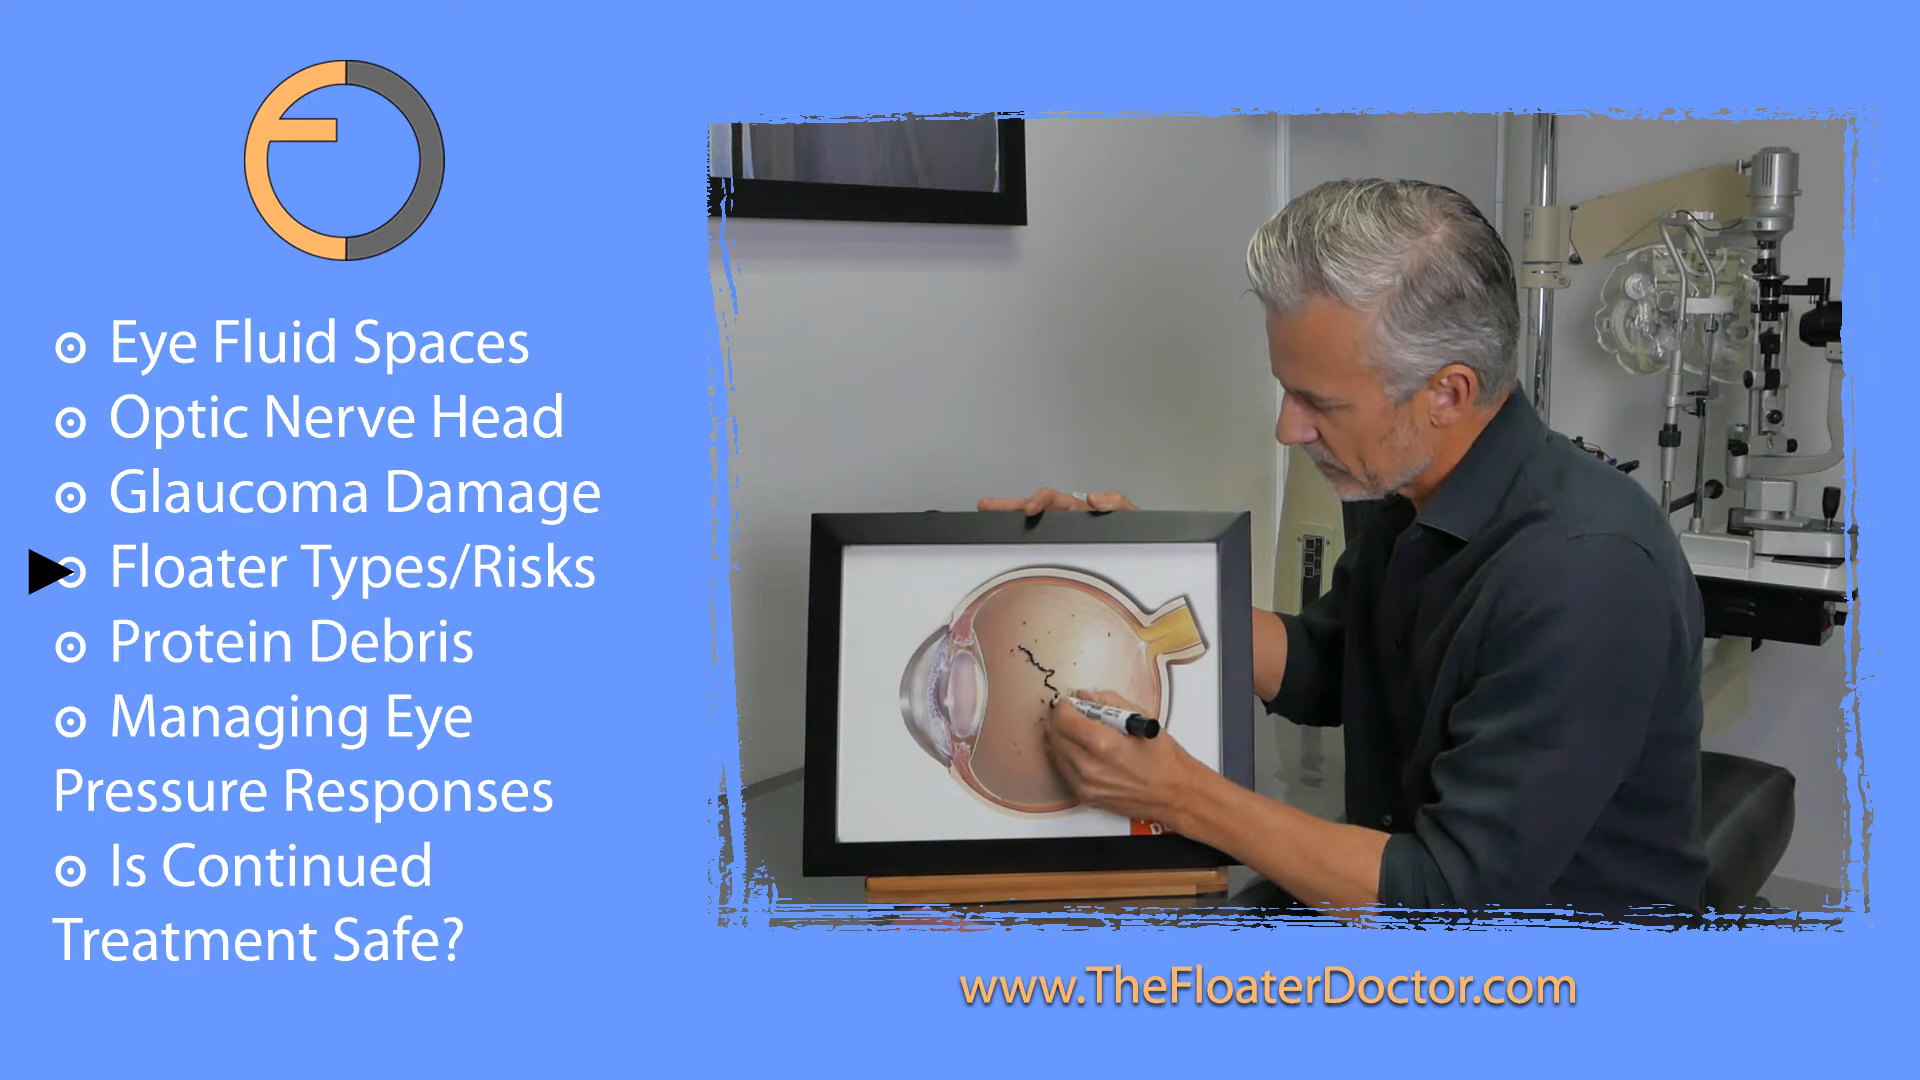 Eye Fluid Spaces
Optic Nerve Head
Glaucoma Damage
Floater Types/Risks
Protein Debris
Managing Eye
Pressure Responses
Is Continued
Treatment Safe?
www.TheFloaterDoctor.com